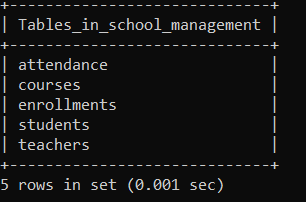 +----------------------------+
| Tables_in_school_management |
+----------------------------+
| attendance |
| courses |
| enrollments |
| students |
| teachers |
+----------------------------+
5 rows in set (0.001 sec)